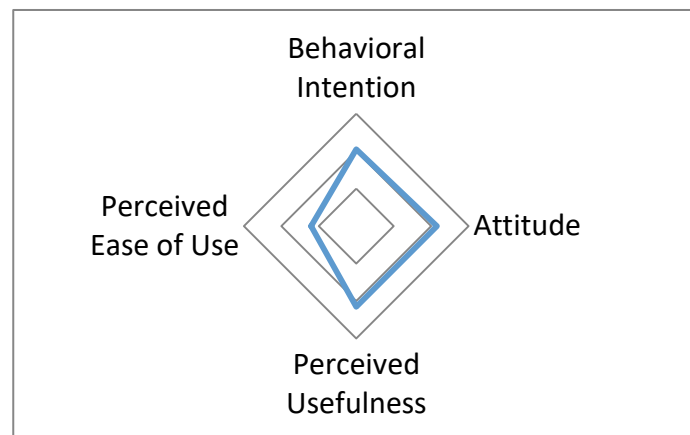 Behavioral
Intention
Perceived
Ease of Use
Attitude
Perceived
Usefulness